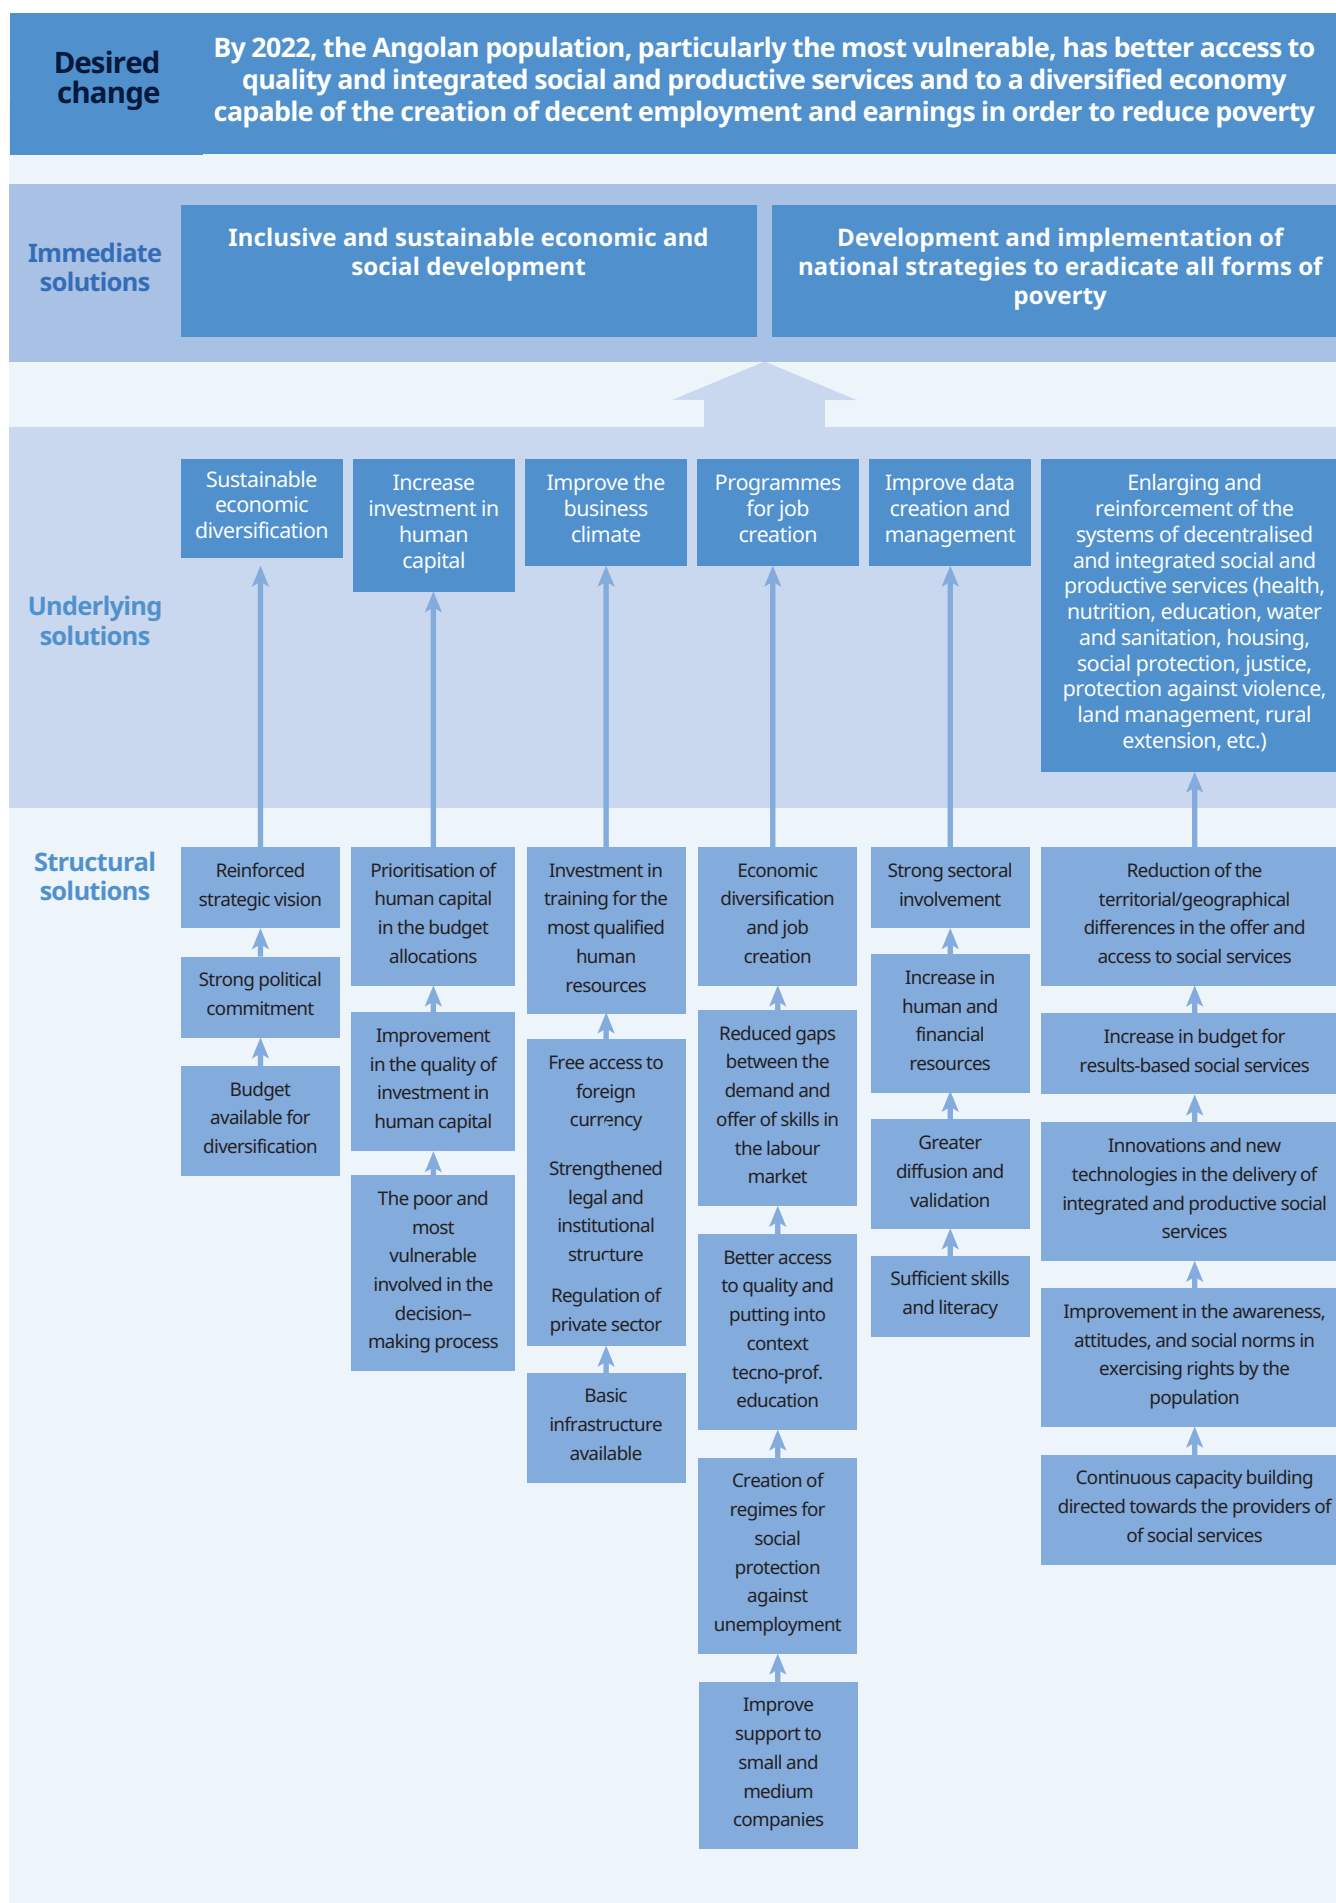 Desired
change
By 2022, the Angolan population, particularly the most vulnerable, has better access to
quality and integrated social and productive services and to a diversified economy
capable of the creation of decent employment and earnings in order to reduce poverty
Immediate
solutions
Inclusive and sustainable economic and
social development
Development and implementation of
national strategies to eradicate all forms of
poverty
Underlying
solutions
Sustainable
economic
diversification
Increase
investment in
human
capital
Improve the
business
climate
Programmes
for job
creation
Improve data
creation and
management
Enlarging and
reinforcement of the
systems of decentralised
and integrated social and
productive services (health,
nutrition, education, water
and sanitation, housing,
social protection, justice,
protection against violence,
land management, rural
extension, etc.)
Structural
solutions
Reinforced
strategic vision
Strong political
commitment
Budget
available for
diversification
Prioritisation of
human capital
in the budget
allocations
Improvement
in the quality of
investment in
human capital
The poor and
most
vulnerable
involved in the
decision–
making process
Investment in
training for the
most qualified
human
resources
Free access to
foreign
currency
Strengthened
legal and
institutional
structure
Regulation of
private sector
Basic
infrastructure
available
Economic
diversification
and job
creation
Reduced gaps
between the
demand and
offer of skills in
the labour
market
Better access
to quality and
putting into
context
tecno-prof.
education
Creation of
regimes for
social
protection
against
unemployment
Improve
support to
small and
medium
companies
Strong sectoral
involvement
Increase in
human and
financial
resources
Greater
diffusion and
validation
Sufficient skills
and literacy
Reduction of the
territorial/geographical
differences in the offer and
access to social services
Increase in budget for
results-based social services
Innovations and new
technologies in the delivery of
integrated and productive social
services
Improvement in the awareness,
attitudes, and social norms in
exercising rights by the
population
Continuous capacity building
directed towards the providers of
of social services